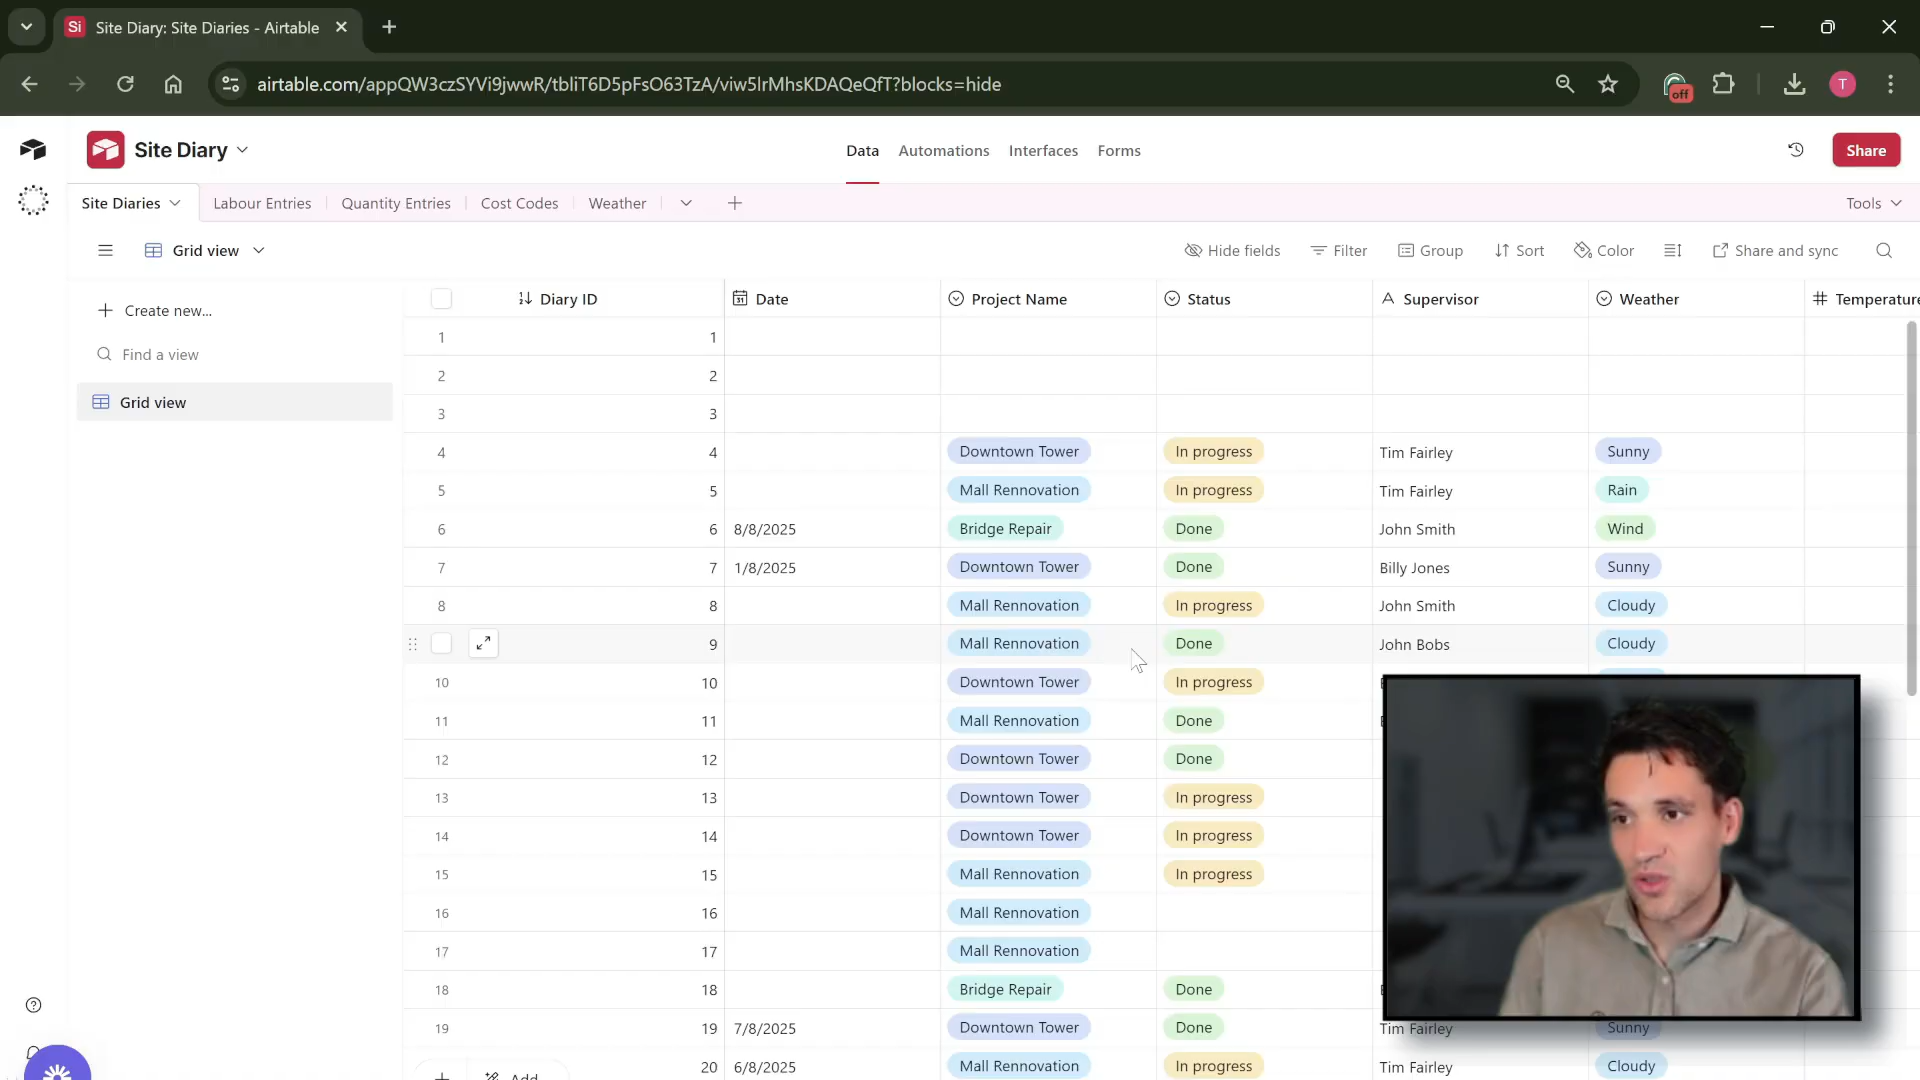 Si Site Diary: Site Diaries - Airtable
airtable.com/appQW3czSYVi9jwwR/tbliT6D5pFsO63TzA/viw5lrMhsKDAQeQfT?blocks=hide
off
T
Site Diary
Data Automations Interfaces Forms
Share
Site Diaries Labour Entries Quantity Entries Cost Codes Weather
Tools
Grid view
Hide fields Filter Group Sort Color Share and sync
Create new...
Find a view
Grid view
Diary ID Date Project Name Status Supervisor Weather Temperature
1 1
2 2
3 3
4 4 Downtown Tower In progress Tim Fairley Sunny
5 5 Mall Rennovation In progress Tim Fairley Rain
6 6 8/8/2025 Bridge Repair Done John Smith Wind
7 7 1/8/2025 Downtown Tower Done Billy Jones Sunny
8 8 Mall Rennovation In progress John Smith Cloudy
9 Mall Rennovation Done John Bobs Cloudy
10 10 Downtown Tower In progress
11 11 Mall Rennovation Done
12 12 Downtown Tower Done
13 13 Downtown Tower In progress
14 14 Downtown Tower In progress
15 15 Mall Rennovation In progress
16 16 Mall Rennovation
17 17 Mall Rennovation
18 18 Bridge Repair Done
19 19 7/8/2025 Downtown Tower Done Tim Fairley Sunny
20 6/8/2025 Mall Rennovation In progress Tim Fairley Cloudy
Add